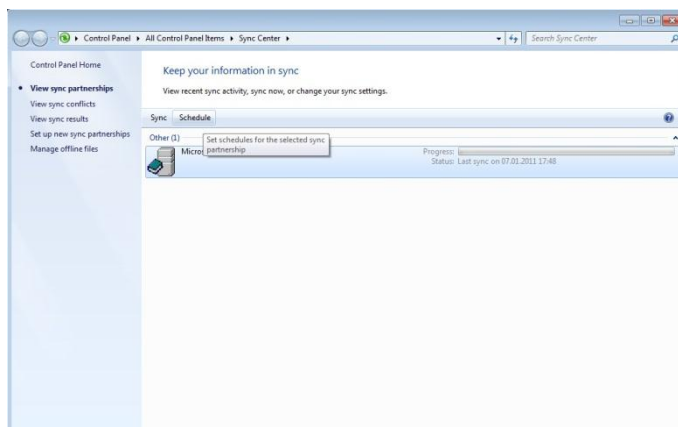 Control Panel ▸ All Control Panel Items ▸ Sync Center ▸
Search Sync Center
Control Panel Home
View sync partnerships
View sync conflicts
View sync results
Set up new sync partnerships
Manage offline files
Keep your information in sync
View recent sync activity, sync now, or change your sync settings.
Sync Schedule
Other (1)
Set schedules for the selected sync
partnership
Micros
Progress:
Status: Last sync on 07.01.2011 17:48